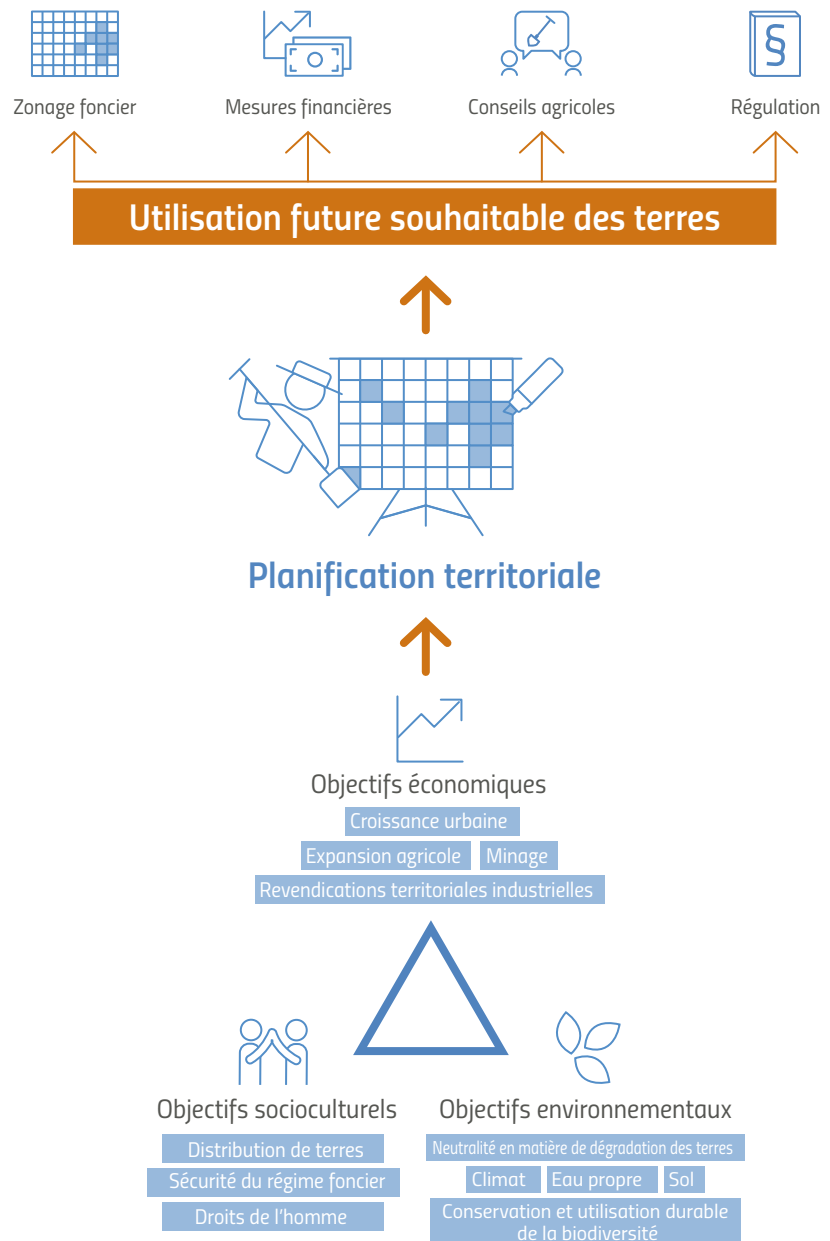 Zonage foncier
Mesures financières
Conseils agricoles
§
Régulation
Utilisation future souhaitable des terres
Planification territoriale
Objectifs économiques
Croissance urbaine
Expansion agricole
Minage
Revendications territoriales industrielles
Objectifs socioculturels
Distribution de terres
Sécurité du régime foncier
Droits de l'homme
Objectifs environnementaux
Neutralité en matière de dégradation des terres
Climat
Eau propre
Sol
Conservation et utilisation durable
de la biodiversité